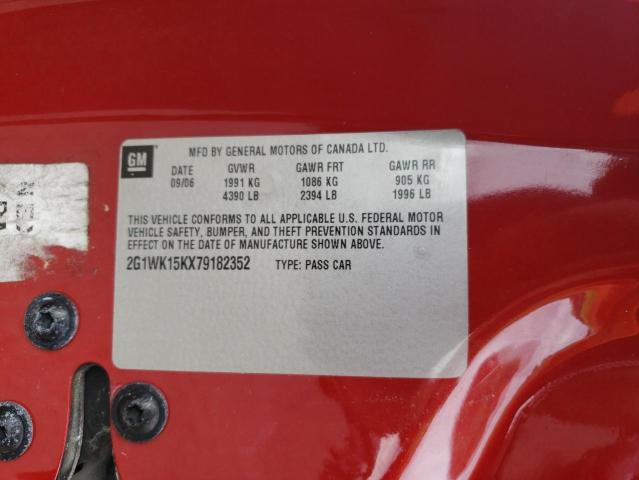 GM
MFD BY GENERAL MOTORS OF CANADA LTD.
DATE GVWR GAWR FRT GAWR RR
09/06 1991 KG 1086 KG 905 KG
4390 LB 2394 LB 1996 LB
THIS VEHICLE CONFORMS TO ALL APPLICABLE U.S. FEDERAL MOTOR
VEHICLE SAFETY, BUMPER, AND THEFT PREVENTION STANDARDS IN
EFFECT ON THE DATE OF MANUFACTURE SHOWN ABOVE.
2G1WK15KX79182352 TYPE: PASS CAR